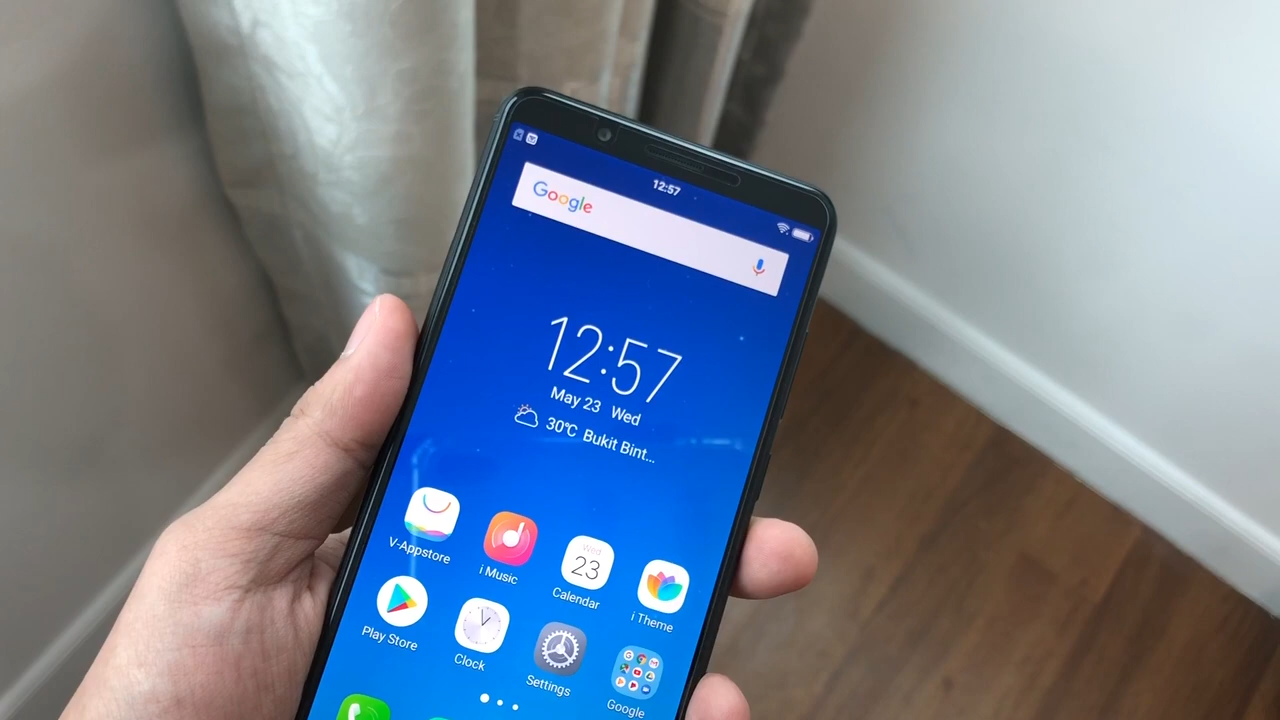 12:57
Google
12:57
May 23 Wed
30℃ Bukit Bint...
V-Appstore
i Music
Wed
23
Calendar
i Theme
Play Store
Clock
Settings
Google